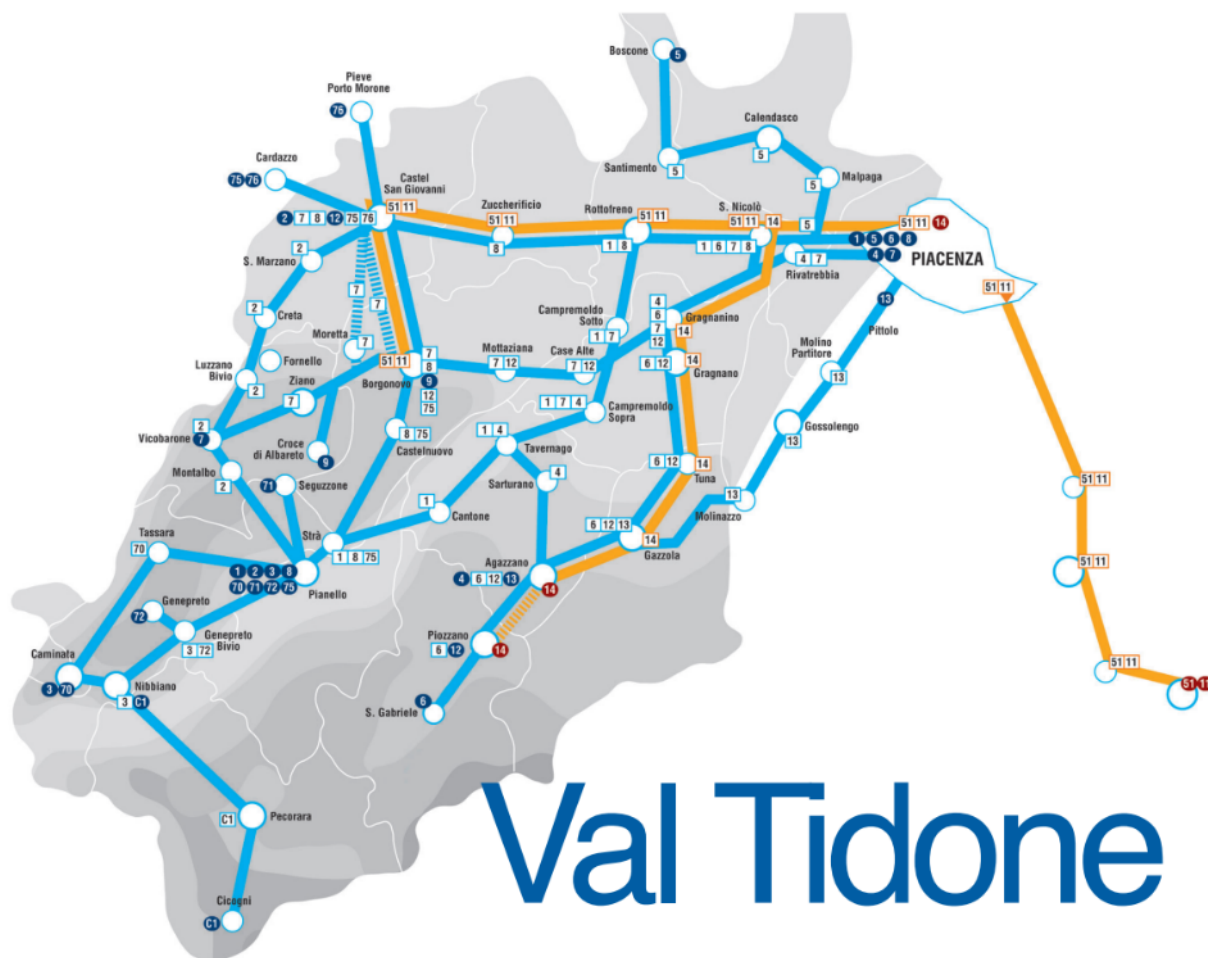 Boscone 5
Pieve
Porto Morone
76
Calendasco
5
Cardazzo
75 76
Santimento
5
Malpaga
5
5
Castel
San Giovanni
51 11
2 7 8 12 75 76
Zuccherificio
51 11
8
Rottofreno
51 11
1 8
S. Nicolò
51 11 14
1 6 7 8
51 11 14
1 5 6 8
4 7
PIACENZA
51 11
Rivatrebbia
4 7
2
S. Marzano
7
7
13
Pittolo
2
Creta
Moretta
7
Fornello
Campremoldo
Sotto
1 7
4
6
7
12
Gragnanino
14
Molino
Partitore
13
Luzzano
Bivio
2
Ziano
7
51 11
Borgonovo
7
8
9
12
75
Mottaziana
7 12
Case Alte
7 12
6 12
14
Gragnano
1 7 4
Campremoldo
Sopra
Gossolengo
13
2
Vicobarone 7
Croce
di Albareto
9
8 75
Castelnuovo
1 4
Tavernago
Montalbo
2
71 Seguzzone
4
Sarturano
6 12
14
Tuna
51 11
1
Cantone
13
Molinazzo
Tassara
70
Strà
1 8 75
6 12 13
14
Gazzola
1 2 3 8
70 71 72 75
Pianello
Agazzano
4 6 12 13
14
51 11
Genepreto
72
Genepreto
Bivio
3 72
Piozzano
6 12
14
Caminata
3 70
Nibbiano
3 C1
51 11
51 11
6
S. Gabriele
C1
Pecorara
Cicogni
C1
Val Tidone